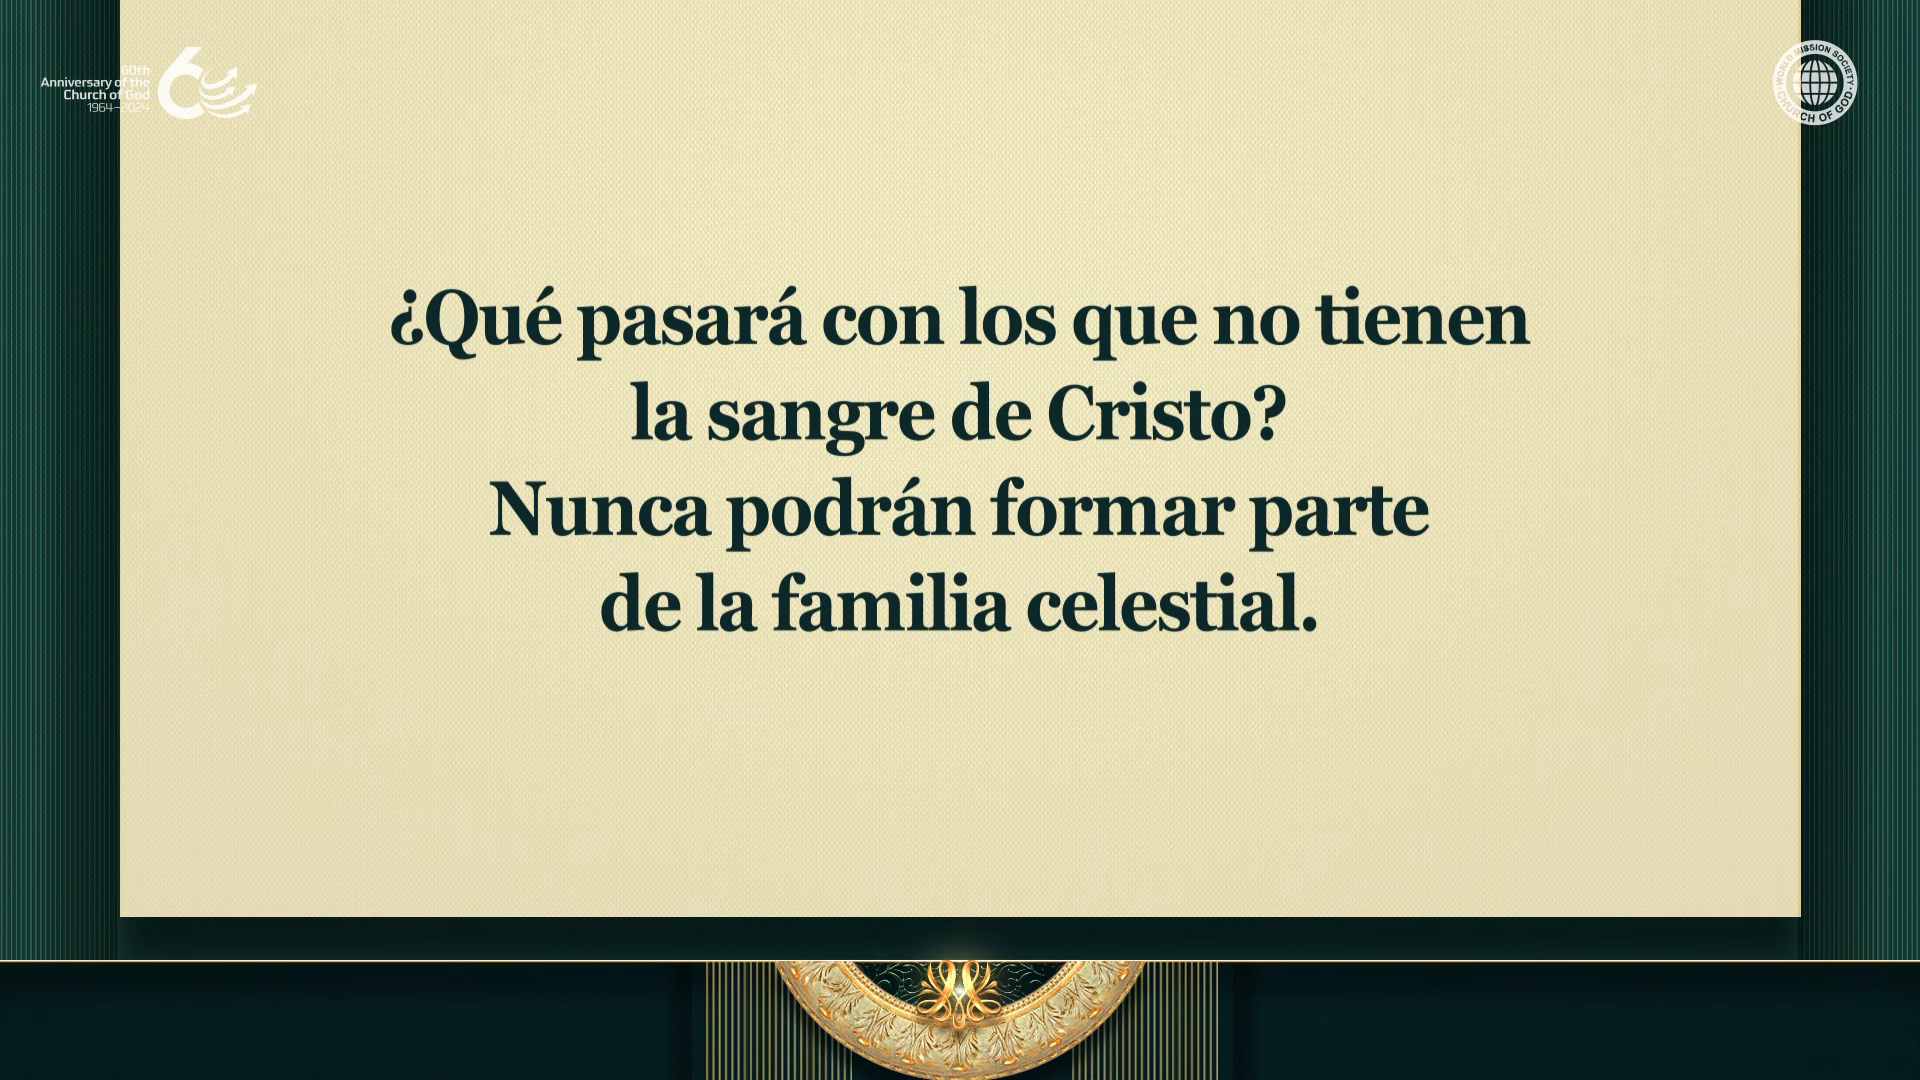 60th
Anniversary of the
Church of God
1964–2024
WORLD MISSION SOCIETY
CHURCH OF GOD
¿Qué pasará con los que no tienen
la sangre de Cristo?
Nunca podrán formar parte
de la familia celestial.